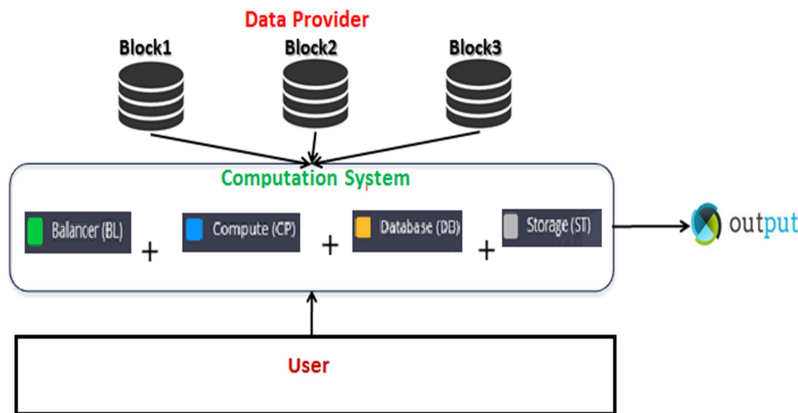 Data Provider
Block1 Block2 Block3
Computation System
Balancer (BL) + Compute (CP) + Database (DB) + Storage (ST)
output
User